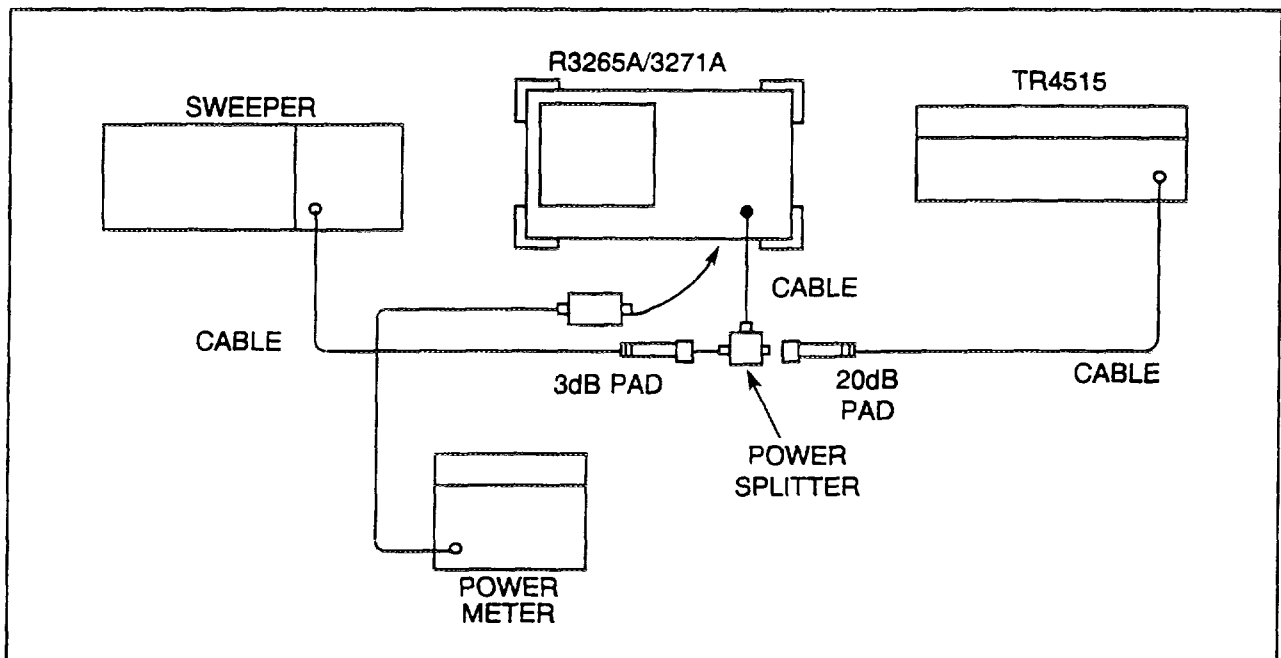 R3265A/3271A
TR4515
SWEEPER
CABLE
CABLE
3dB PAD
20dB
PAD
CABLE
POWER
SPLITTER
POWER
METER